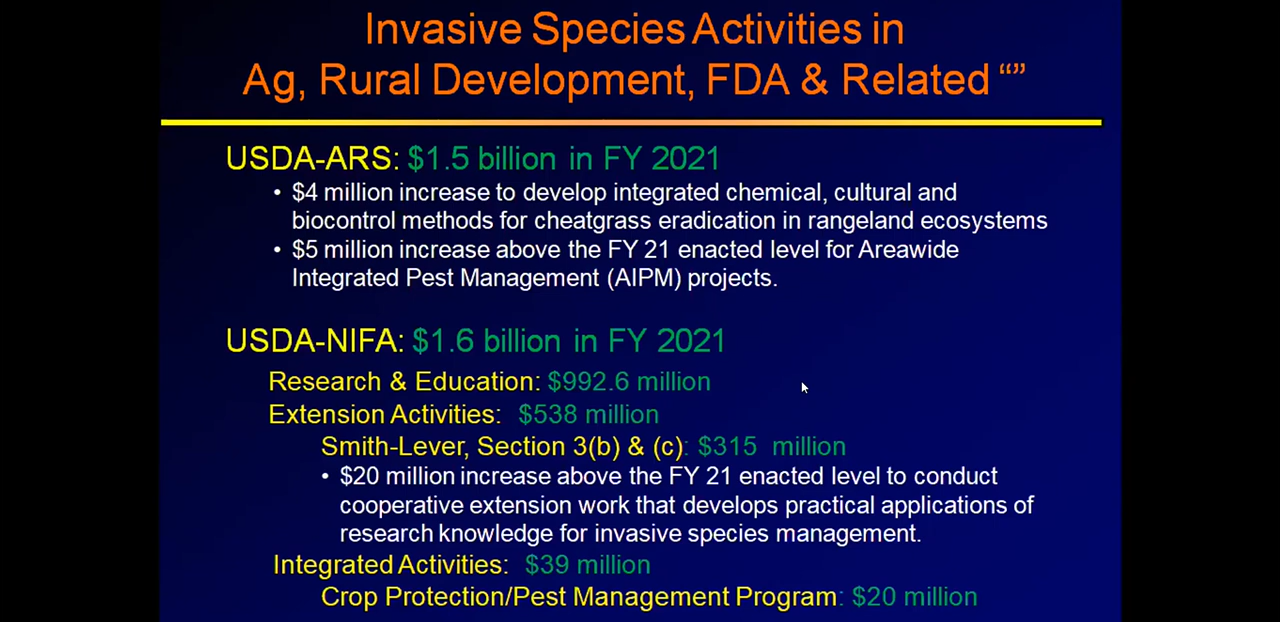 Invasive Species Activities in
Ag, Rural Development, FDA & Related “”
USDA-ARS: $1.5 billion in FY 2021
• $4 million increase to develop integrated chemical, cultural and
biocontrol methods for cheatgrass eradication in rangeland ecosystems
• $5 million increase above the FY 21 enacted level for Areawide
Integrated Pest Management (AIPM) projects.
USDA-NIFA: $1.6 billion in FY 2021
Research & Education: $992.6 million
Extension Activities: $538 million
Smith-Lever, Section 3(b) & (c): $315 million
• $20 million increase above the FY 21 enacted level to conduct
cooperative extension work that develops practical applications of
research knowledge for invasive species management.
Integrated Activities: $39 million
Crop Protection/Pest Management Program: $20 million